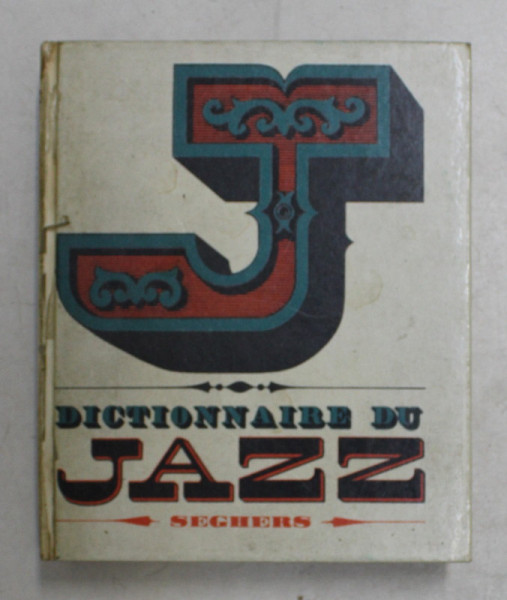 J
DICTIONNAIRE DU
JAZZ
SEGHERS